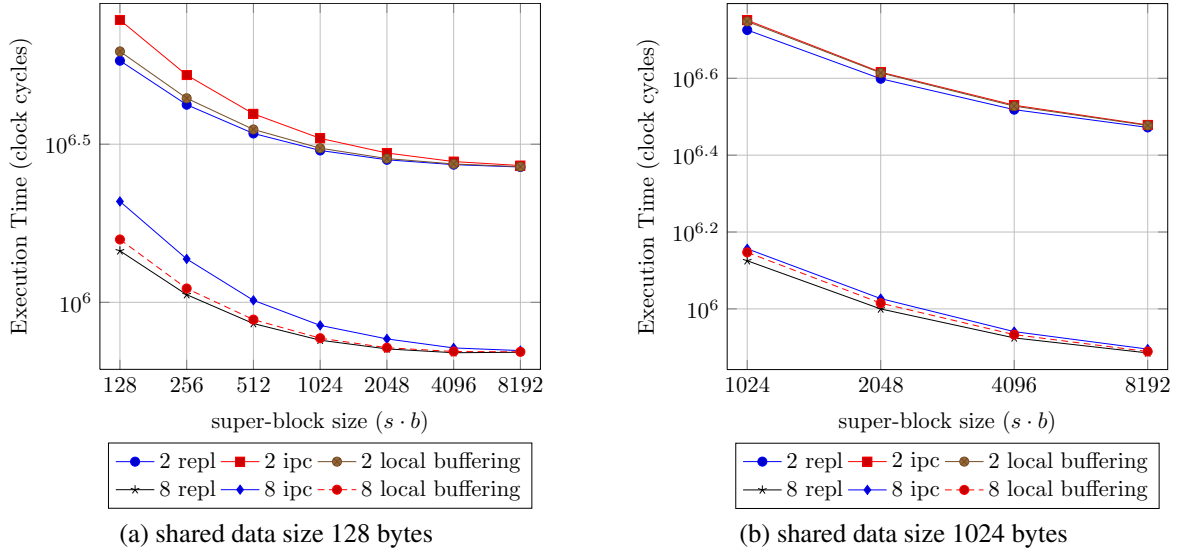 Execution Time (clock cycles)
10^6.5
10^6
128 256 512 1024 2048 4096 8192
super-block size (s · b)
2 repl 2 ipc 2 local buffering
8 repl 8 ipc 8 local buffering
(a) shared data size 128 bytes
Execution Time (clock cycles)
10^6.6
10^6.4
10^6.2
10^6
1024 2048 4096 8192
super-block size (s · b)
2 repl 2 ipc 2 local buffering
8 repl 8 ipc 8 local buffering
(b) shared data size 1024 bytes